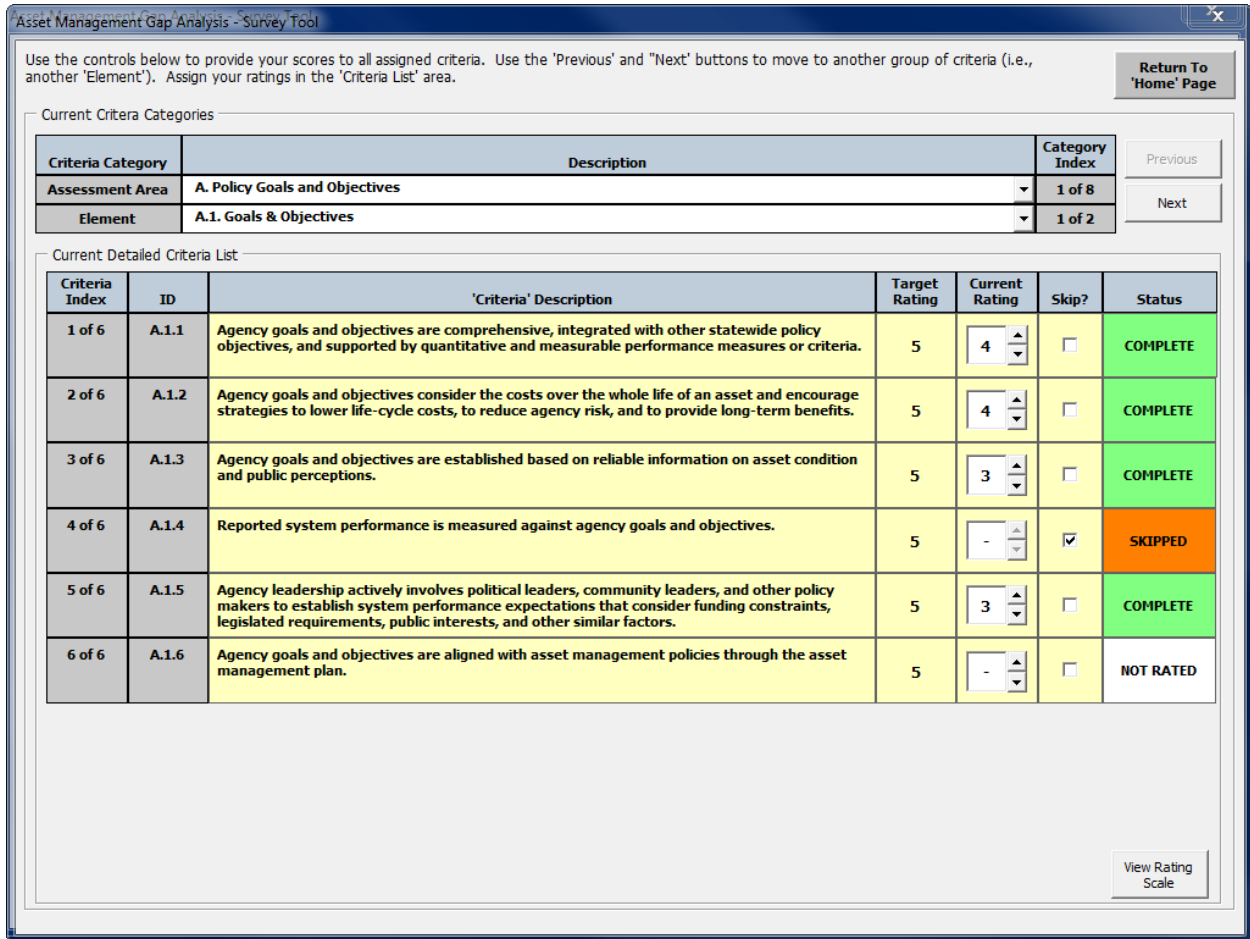 Asset Management Gap Analysis - Survey Tool
Use the controls below to provide your scores to all assigned criteria. Use the 'Previous' and "Next' buttons to move to another group of criteria (i.e.,
another 'Element'). Assign your ratings in the 'Criteria List' area.
Return To
'Home' Page
Current Critera Categories
Criteria Category
Description
Category
Index
Previous
Assessment Area
A. Policy Goals and Objectives
1 of 8
Next
Element
A.1. Goals & Objectives
1 of 2
Current Detailed Criteria List
Criteria
Index
ID
'Criteria' Description
Target
Rating
Current
Rating
Skip?
Status
1 of 6
A.1.1
Agency goals and objectives are comprehensive, integrated with other statewide policy
objectives, and supported by quantitative and measurable performance measures or criteria.
5
4
COMPLETE
2 of 6
A.1.2
Agency goals and objectives consider the costs over the whole life of an asset and encourage
strategies to lower life-cycle costs, to reduce agency risk, and to provide long-term benefits.
5
4
COMPLETE
3 of 6
A.1.3
Agency goals and objectives are established based on reliable information on asset condition
and public perceptions.
5
3
COMPLETE
4 of 6
A.1.4
Reported system performance is measured against agency goals and objectives.
5
-
SKIPPED
5 of 6
A.1.5
Agency leadership actively involves political leaders, community leaders, and other policy
makers to establish system performance expectations that consider funding constraints,
legislated requirements, public interests, and other similar factors.
5
3
COMPLETE
6 of 6
A.1.6
Agency goals and objectives are aligned with asset management policies through the asset
management plan.
5
-
NOT RATED
View Rating
Scale